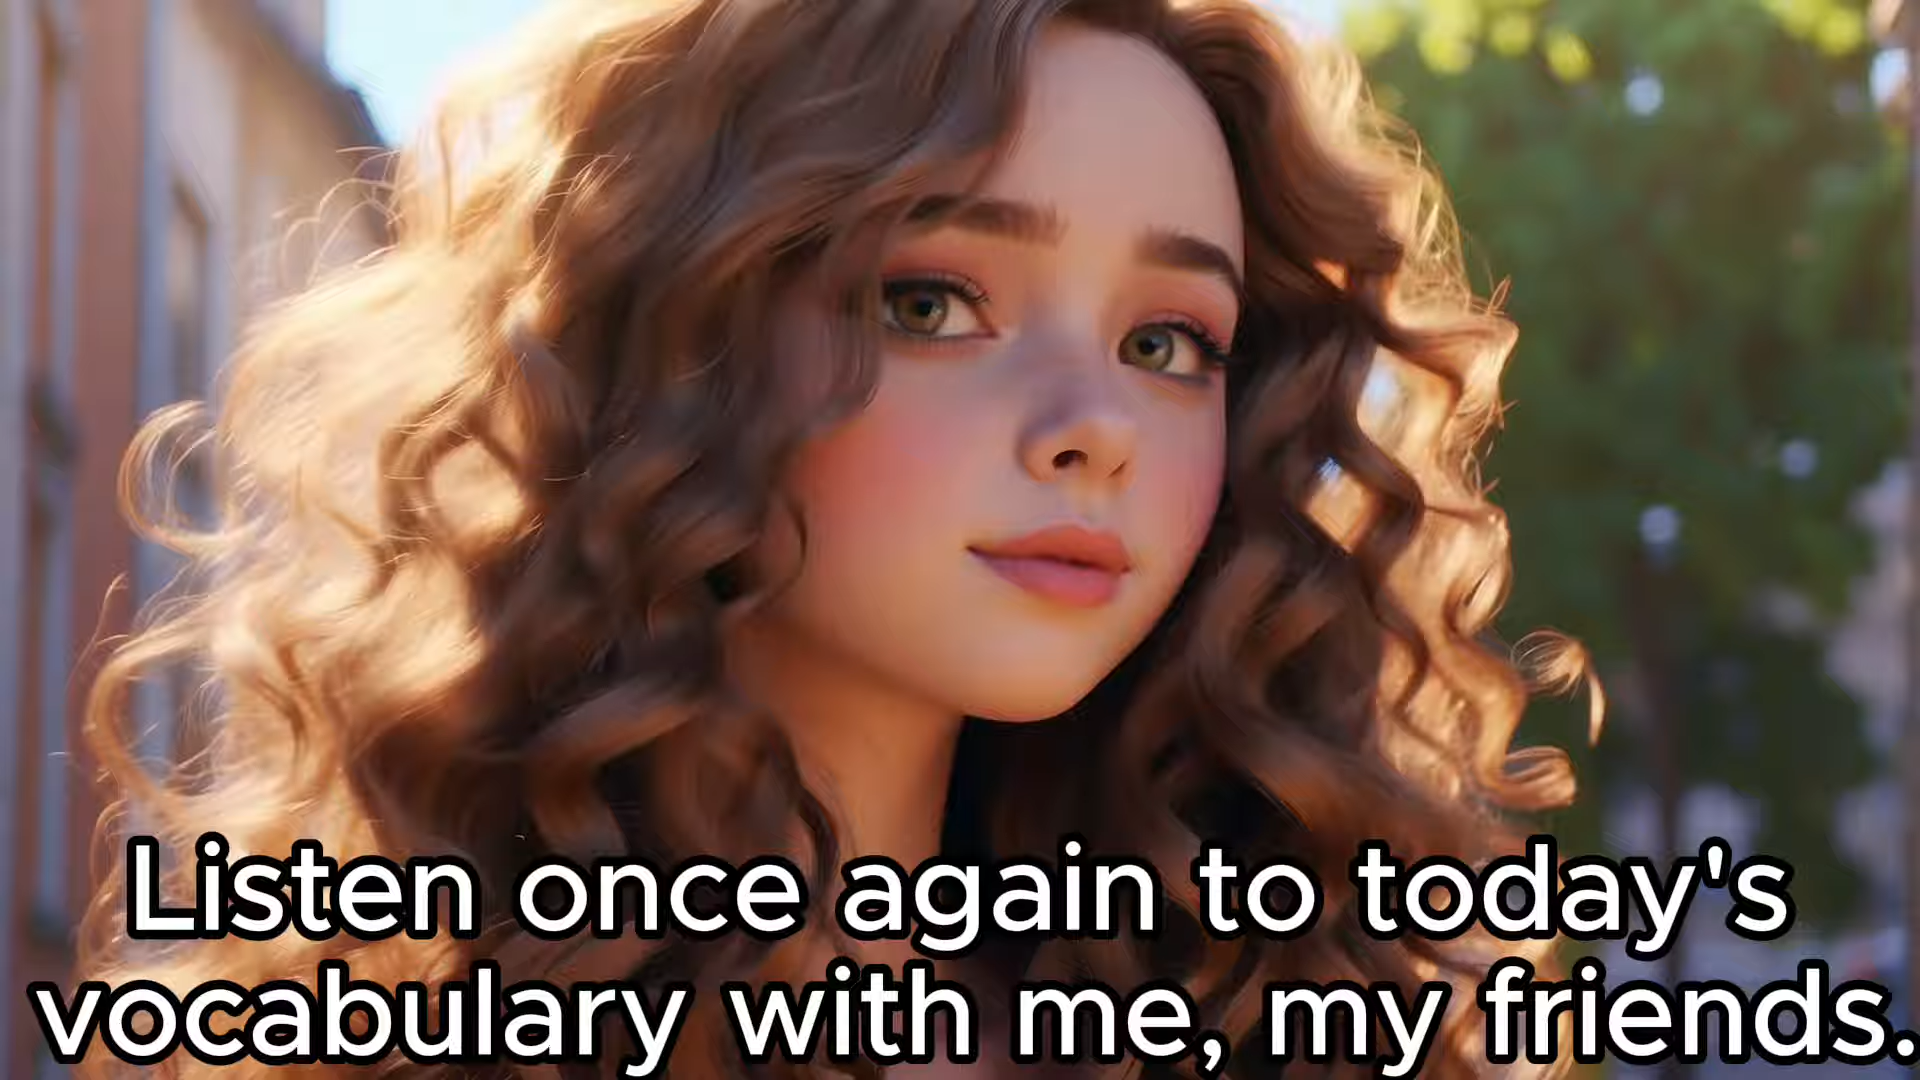 Listen once again to today's
vocabulary with me, my friends.